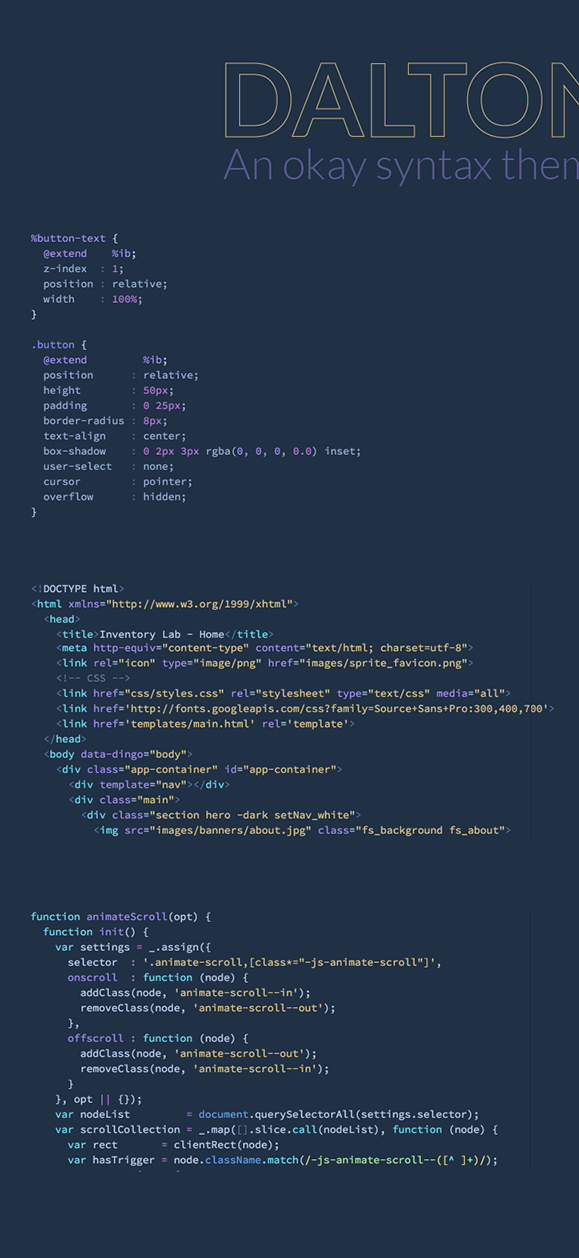 DALTON
An okay syntax them
%button-text {
  @extend    %ib;
  z-index  : 1;
  position : relative;
  width    : 100%;
}
.button {
  @extend         %ib;
  position      : relative;
  height        : 50px;
  padding       : 0 25px;
  border-radius : 8px;
  text-align    : center;
  box-shadow    : 0 2px 3px rgba(0, 0, 0, 0.0) inset;
  user-select   : none;
  cursor        : pointer;
  overflow      : hidden;
}
<!DOCTYPE html>
<html xmlns="http://www.w3.org/1999/xhtml">
  <head>
    <title>Inventory Lab - Home</title>
    <meta http-equiv="content-type" content="text/html; charset=utf-8">
    <link rel="icon" type="image/png" href="images/sprite_favicon.png">
    <!-- CSS -->
    <link href="css/styles.css" rel="stylesheet" type="text/css" media="all">
    <link href='http://fonts.googleapis.com/css?family=Source+Sans+Pro:300,400,700'>
    <link href='templates/main.html' rel='template'>
  </head>
  <body data-dingo="body">
    <div class="app-container" id="app-container">
      <div template="nav"></div>
      <div class="main">
        <div class="section hero -dark setNav_white">
          <img src="images/banners/about.jpg" class="fs_background fs_about">
function animateScroll(opt) {
  function init() {
    var settings = _.assign({
      selector  : '.animate-scroll,[class*="-js-animate-scroll"]',
      onscroll  : function (node) {
        addClass(node, 'animate-scroll--in');
        removeClass(node, 'animate-scroll--out');
      },
      offscroll : function (node) {
        addClass(node, 'animate-scroll--out');
        removeClass(node, 'animate-scroll--in');
      }
    }, opt || {});
    var nodeList         = document.querySelectorAll(settings.selector);
    var scrollCollection = _.map([].slice.call(nodeList), function (node) {
      var rect       = clientRect(node);
      var hasTrigger = node.className.match(/-js-animate-scroll--([^ ]+)/);